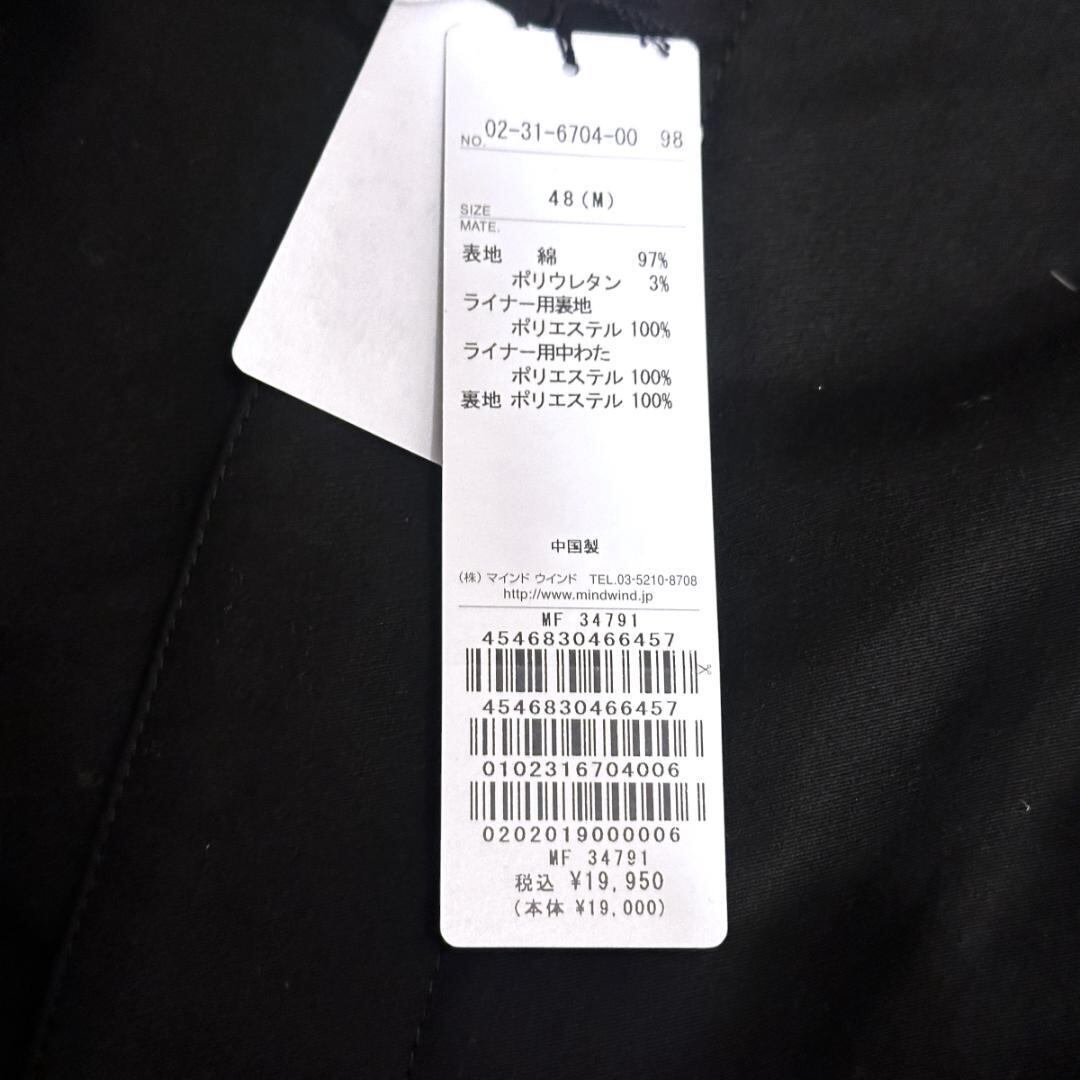 NO. 02-31-6704-00 98
SIZE 48(M)
MATE.
表地 綿 97%
ポリウレタン 3%
ライナー用裏地
ポリエステル 100%
ライナー用中わた
ポリエステル 100%
裏地 ポリエステル 100%
中国製
(株) マインド ウインド TEL.03-5210-8708
http://www.mindwind.jp
MF 34791
4546830466457
4546830466457
0102316704006
0202019000006
MF 34791
税込 ¥19,950
(本体 ¥19,000)